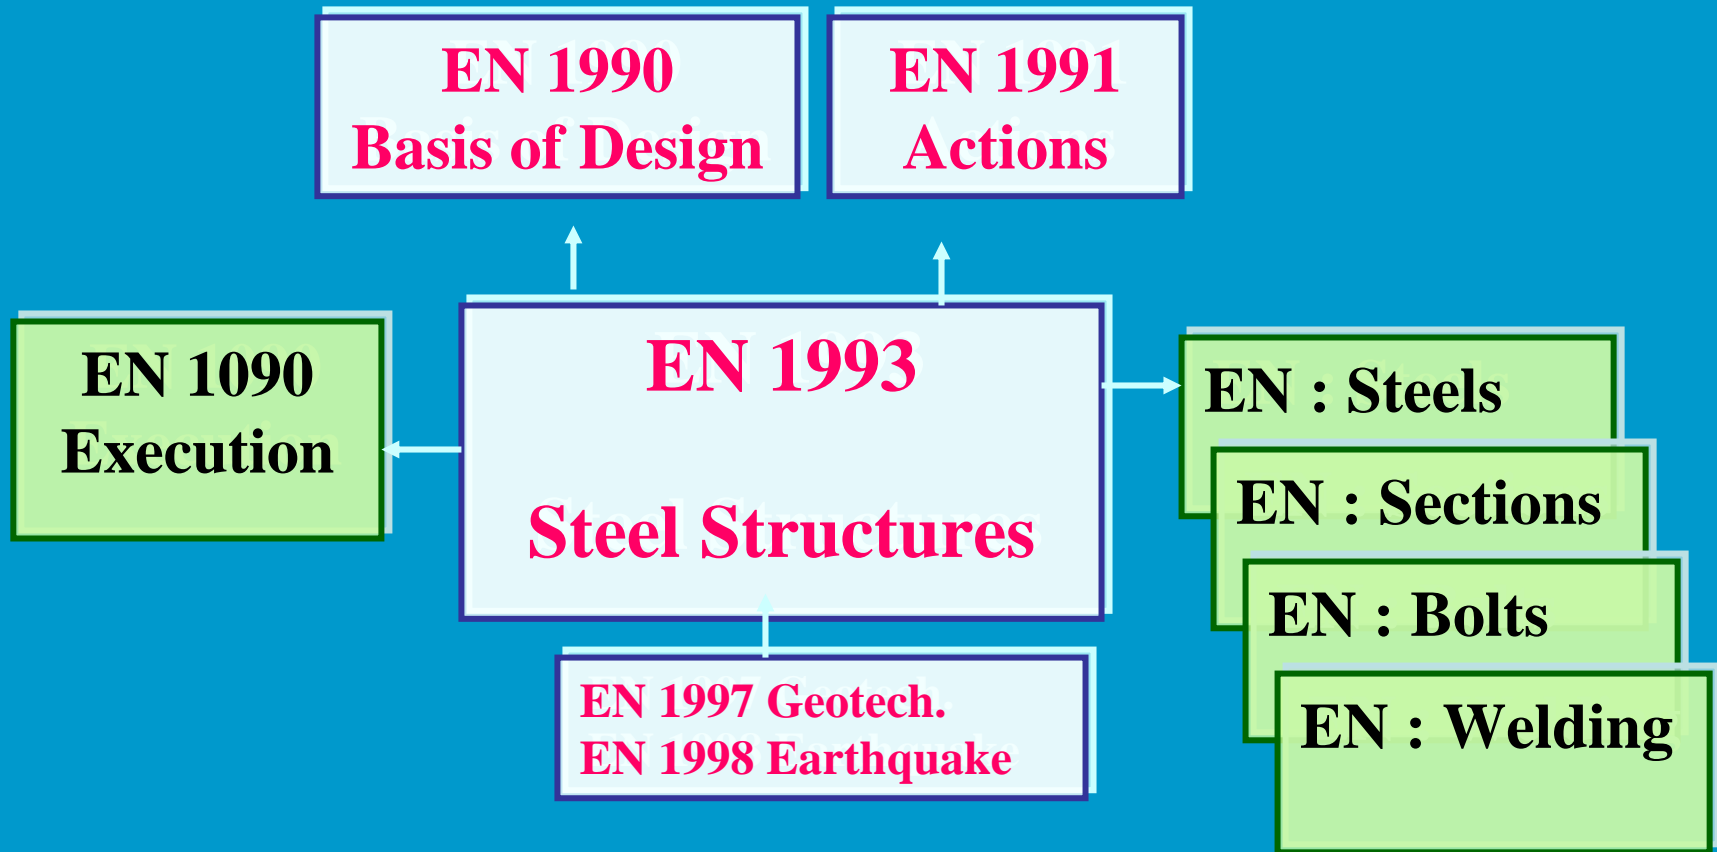 EN 1990
Basis of Design
EN 1991
Actions
EN 1090
Execution
EN 1993
Steel Structures
EN : Steels
EN : Sections
EN : Bolts
EN : Welding
EN 1997 Geotech.
EN 1998 Earthquake